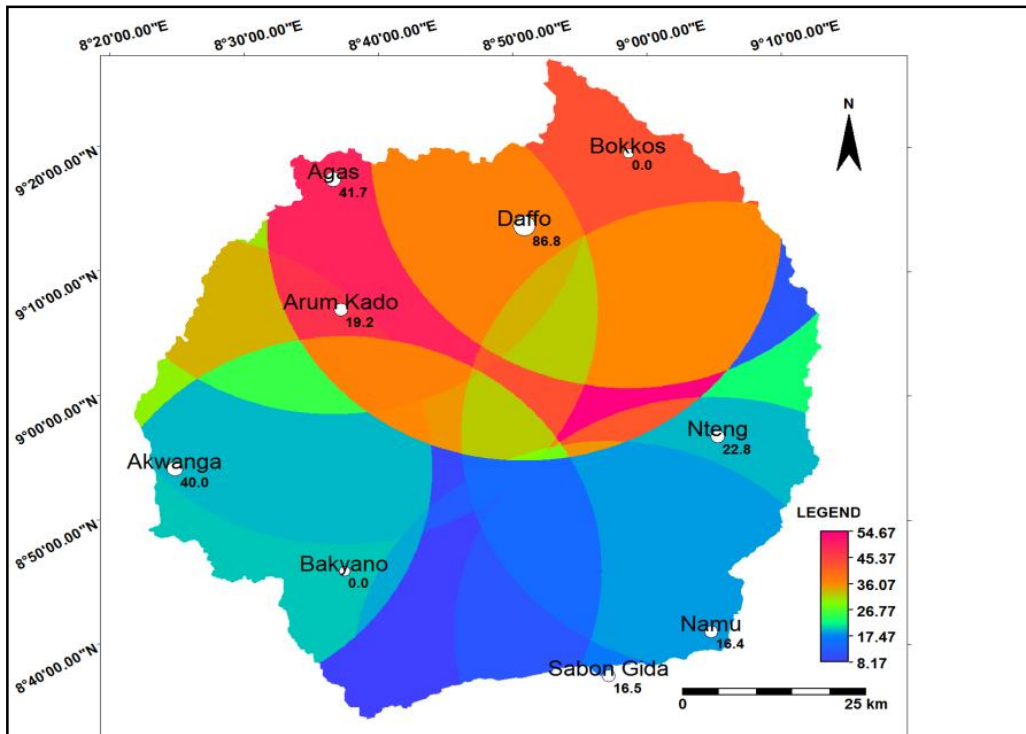 8°20'00.00"E
8°30'00.00"E
8°40'00.00"E
8°50'00.00"E
9°00'00.00"E
9°10'00.00"E
N
9°20'00.00"N
Bokkos
0.0
Agas
41.7
Daffo
86.8
9°10'00.00"N
Arum Kado
19.2
9°00'00.00"N
Nteng
22.8
Akwanga
40.0
8°50'00.00"N
LEGEND
54.67
45.37
36.07
26.77
17.47
8.17
Bakyano
0.0
Namu
16.4
8°40'00.00"N
Sabon Gida
16.5
0
25 km